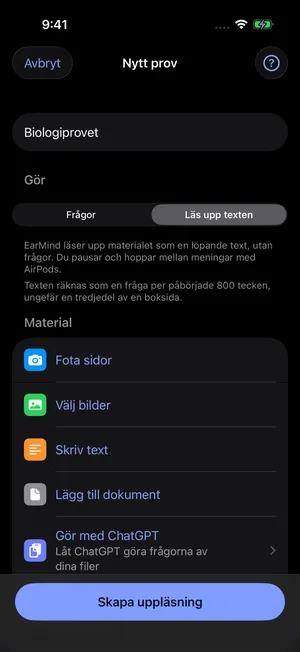 9:41
Avbryt
Nytt prov
?
Biologiprovet
Gör
Frågor
Läs upp texten
EarMind läser upp materialet som en löpande text, utan
frågor. Du pausar och hoppar mellan meningar med
AirPods.
Texten räknas som en fråga per påbörjade 800 tecken,
ungefär en tredjedel av en boksida.
Material
Fota sidor
Välj bilder
Skriv text
Lägg till dokument
Gör med ChatGPT
Låt ChatGPT göra frågorna av
dina filer
Skapa uppläsning